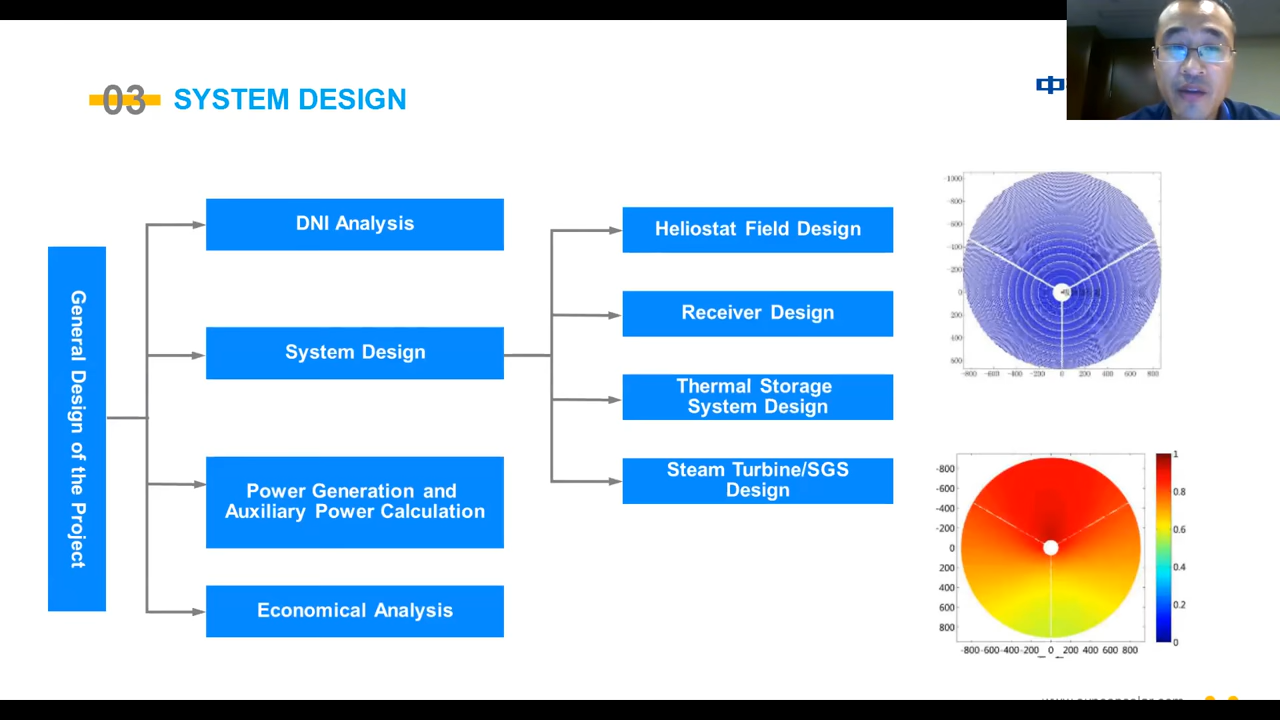 03 SYSTEM DESIGN
中
General Design of the Project
DNI Analysis
System Design
Power Generation and
Auxiliary Power Calculation
Economical Analysis
Heliostat Field Design
Receiver Design
Thermal Storage
System Design
Steam Turbine/SGS
Design
-1000
-800
-600
-400
-200
0
200
400
600
-800 -600 -400 -200 0 200 400 600 800
-800
-600
-400
-200
0
200
400
600
800
-800 -600 -400 -200 0 200 400 600 800
1
0.8
0.6
0.4
0.2
0